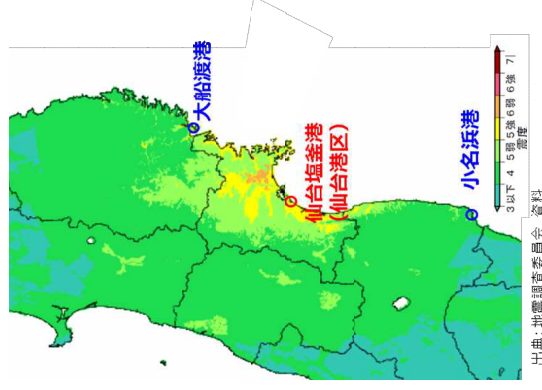 大船渡港
仙台塩釜港
(仙台港区)
小名浜港
3以下 4 5弱 5強 6弱 6強 7
震度
出典:地震調査委員会 資料